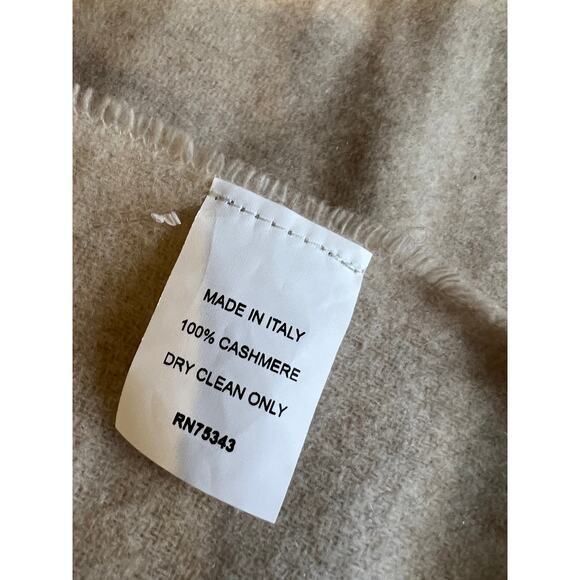 MADE IN ITALY
100% CASHMERE
DRY CLEAN ONLY
RN75343